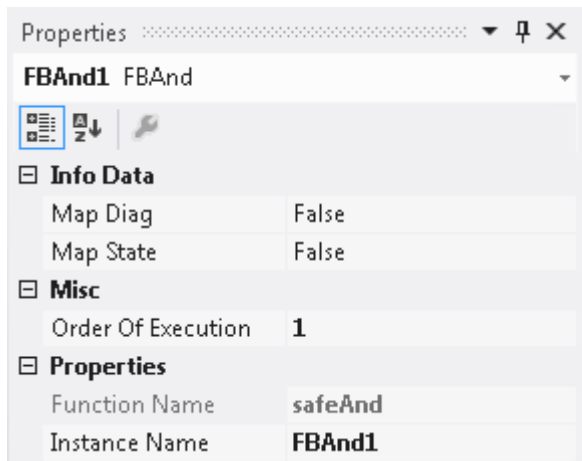 Properties
FBAnd1 FBAnd
Info Data
Map Diag False
Map State False
Misc
Order Of Execution 1
Properties
Function Name safeAnd
Instance Name FBAnd1